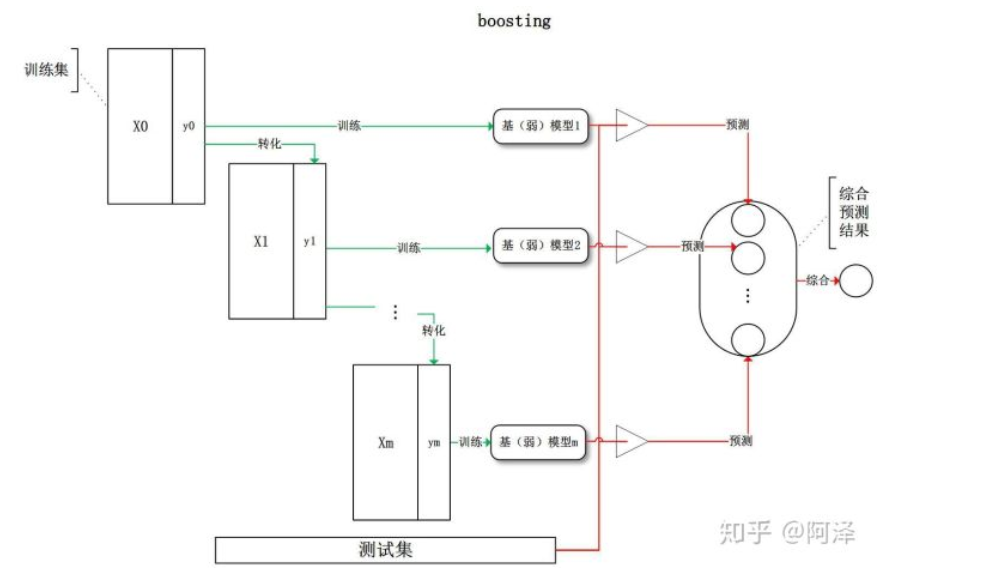 boosting
训练集
X0
y0
训练
基（弱）模型1
预测
转化
X1
y1
训练
基（弱）模型2
预测
综合
预测
结果
综合
⋮
转化
⋮
Xm
ym
训练
基（弱）模型m
预测
测试集
知乎 @阿泽